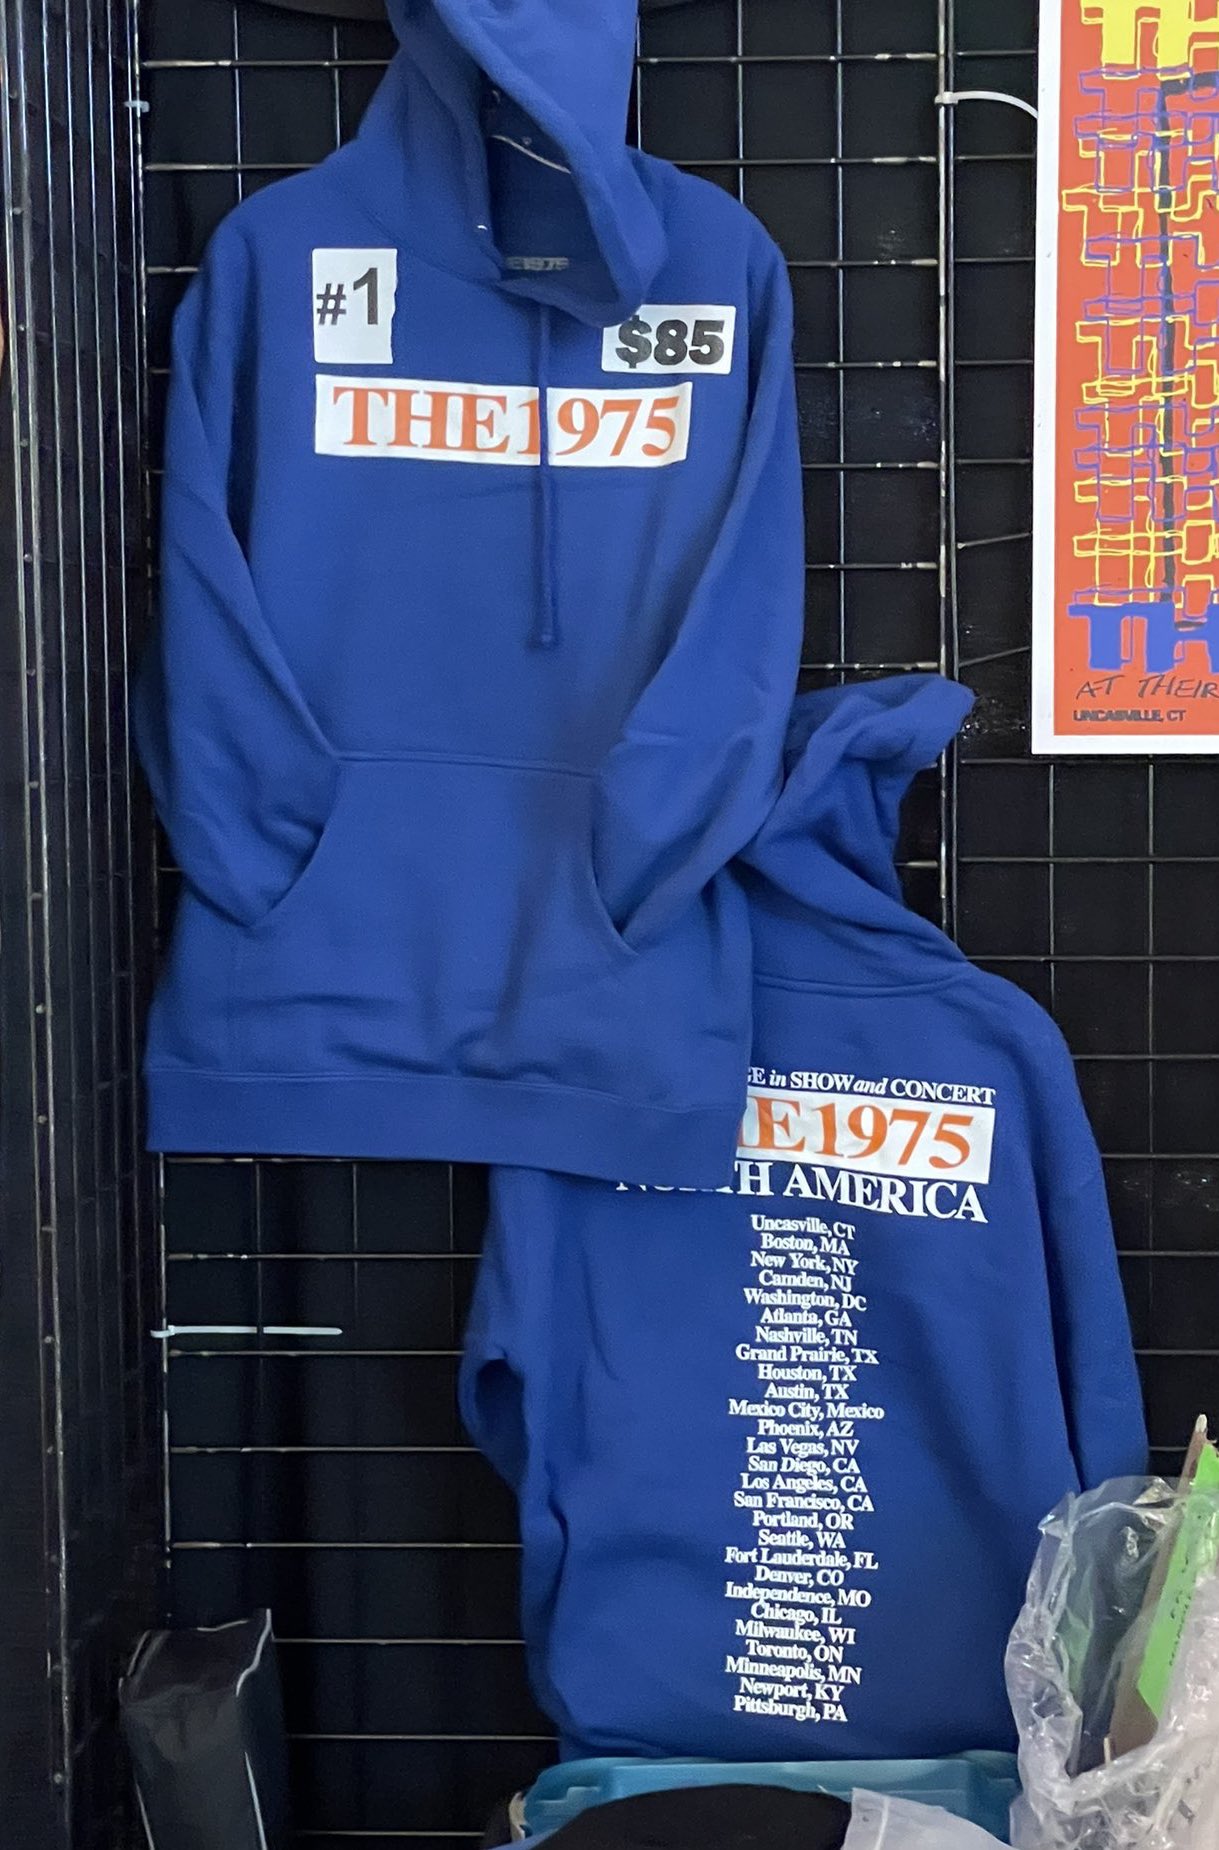 #1
$85
THE 1975
AT THEIR
UNCASVILLE, CT
in SHOW and CONCERT
E 1975
NORTH AMERICA
Uncasville, CT
Boston, MA
New York, NY
Camden, NJ
Washington, DC
Atlanta, GA
Nashville, TN
Grand Prairie, TX
Houston, TX
Austin, TX
Mexico City, Mexico
Phoenix, AZ
Las Vegas, NV
San Diego, CA
Los Angeles, CA
San Francisco, CA
Portland, OR
Seattle, WA
Fort Lauderdale, FL
Denver, CO
Independence, MO
Chicago, IL
Milwaukee, WI
Toronto, ON
Minneapolis, MN
Newport, KY
Pittsburgh, PA